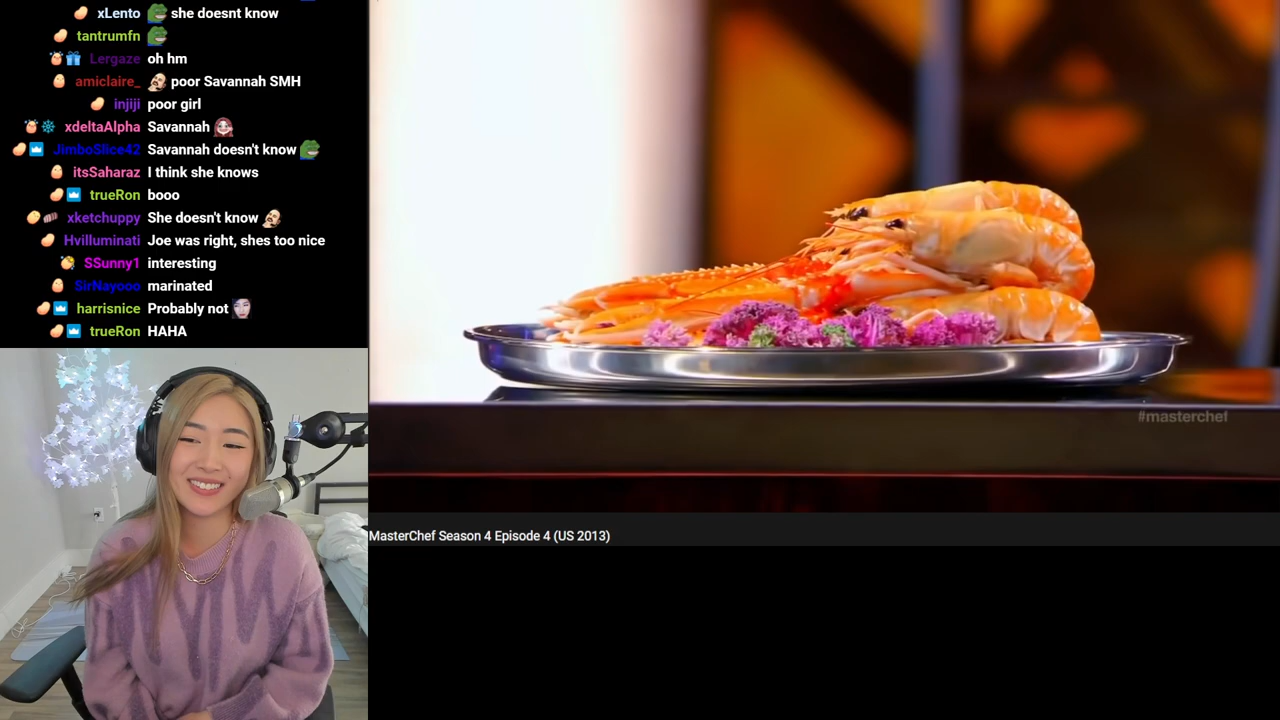 xLento she doesnt know
tantrumfn
Lergaze oh hm
amiclaire_ poor Savannah SMH
injiji poor girl
xdeltaAlpha Savannah
JimboSlice42 Savannah doesn't know
itsSaharaz I think she knows
trueRon booo
xketchuppy She doesn't know
Hvilluminati Joe was right, shes too nice
SSunny1 interesting
SirNayooo marinated
harrisnice Probably not
trueRon HAHA
#masterchef
MasterChef Season 4 Episode 4 (US 2013)